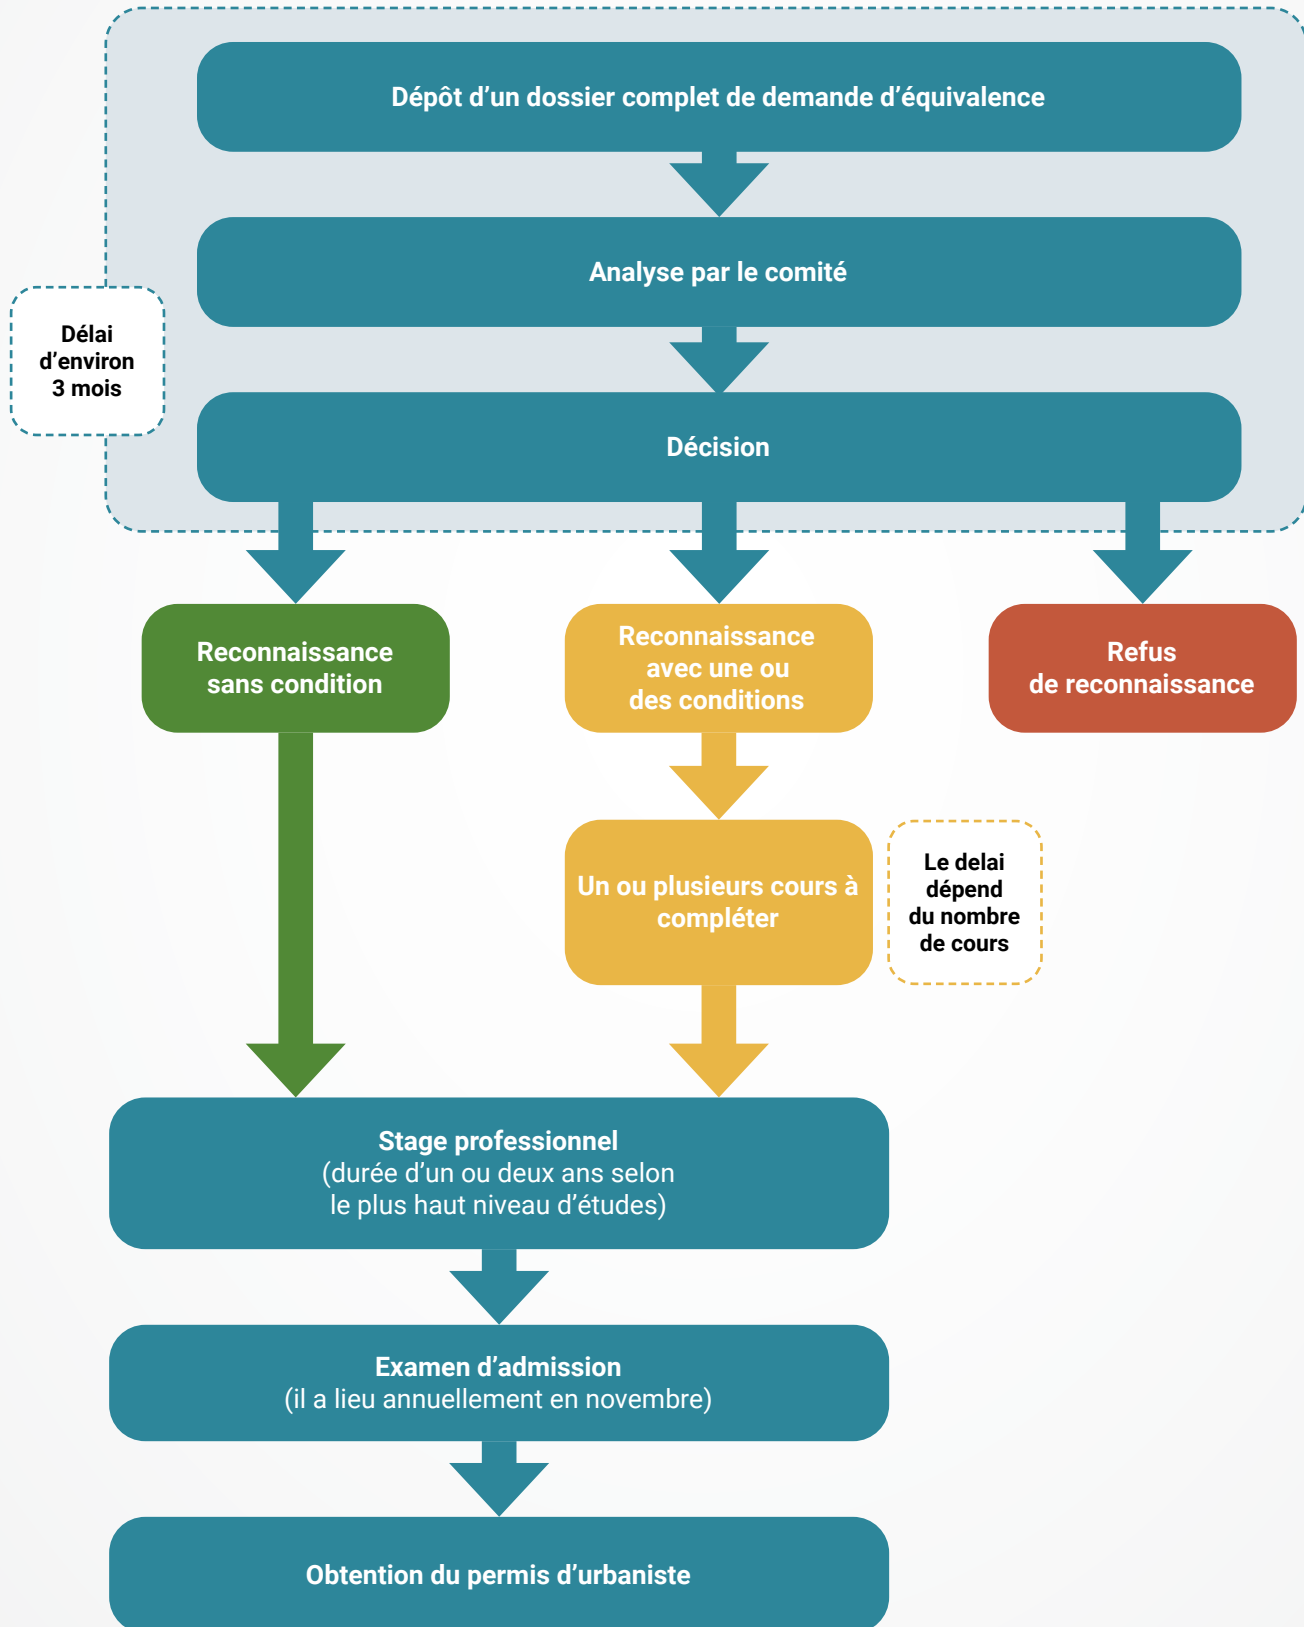 Dépôt d’un dossier complet de demande d’équivalence
Analyse par le comité
Délai
d’environ
3 mois
Décision
Reconnaissance
sans condition
Reconnaissance
avec une ou
des conditions
Refus
de reconnaissance
Un ou plusieurs cours à
compléter
Le delai
dépend
du nombre
de cours
Stage professionnel
(durée d’un ou deux ans selon
le plus haut niveau d’études)
Examen d’admission
(il a lieu annuellement en novembre)
Obtention du permis d’urbaniste